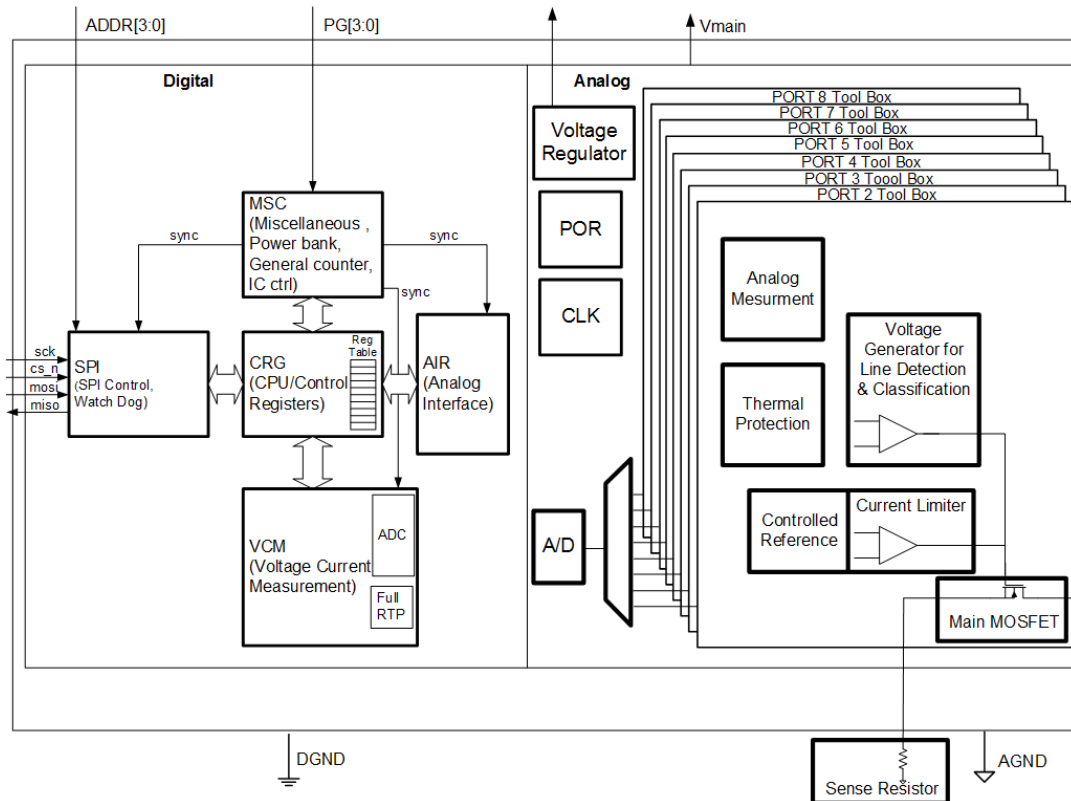 ADDR[3:0]
PG[3:0]
Vmain
Digital
Analog
PORT 8 Tool Box
PORT 7 Tool Box
PORT 6 Tool Box
PORT 5 Tool Box
PORT 4 Tool Box
PORT 3 Toool Box
PORT 2 Tool Box
Voltage
Regulator
POR
CLK
MSC
(Miscellaneous ,
Power bank,
General counter,
IC ctrl)
sync
sync
sync
sck
cs_n
mosi
miso
SPI
(SPI Control,
Watch Dog)
CRG
(CPU/Control
Registers)
Reg
Table
AIR
(Analog
Interface)
VCM
(Voltage Current
Measurement)
ADC
Full
RTP
A/D
Analog
Mesurment
Thermal
Protection
Voltage
Generator for
Line Detection
& Classification
Controlled
Reference
Current Limiter
Main MOSFET
DGND
Sense Resistor
AGND